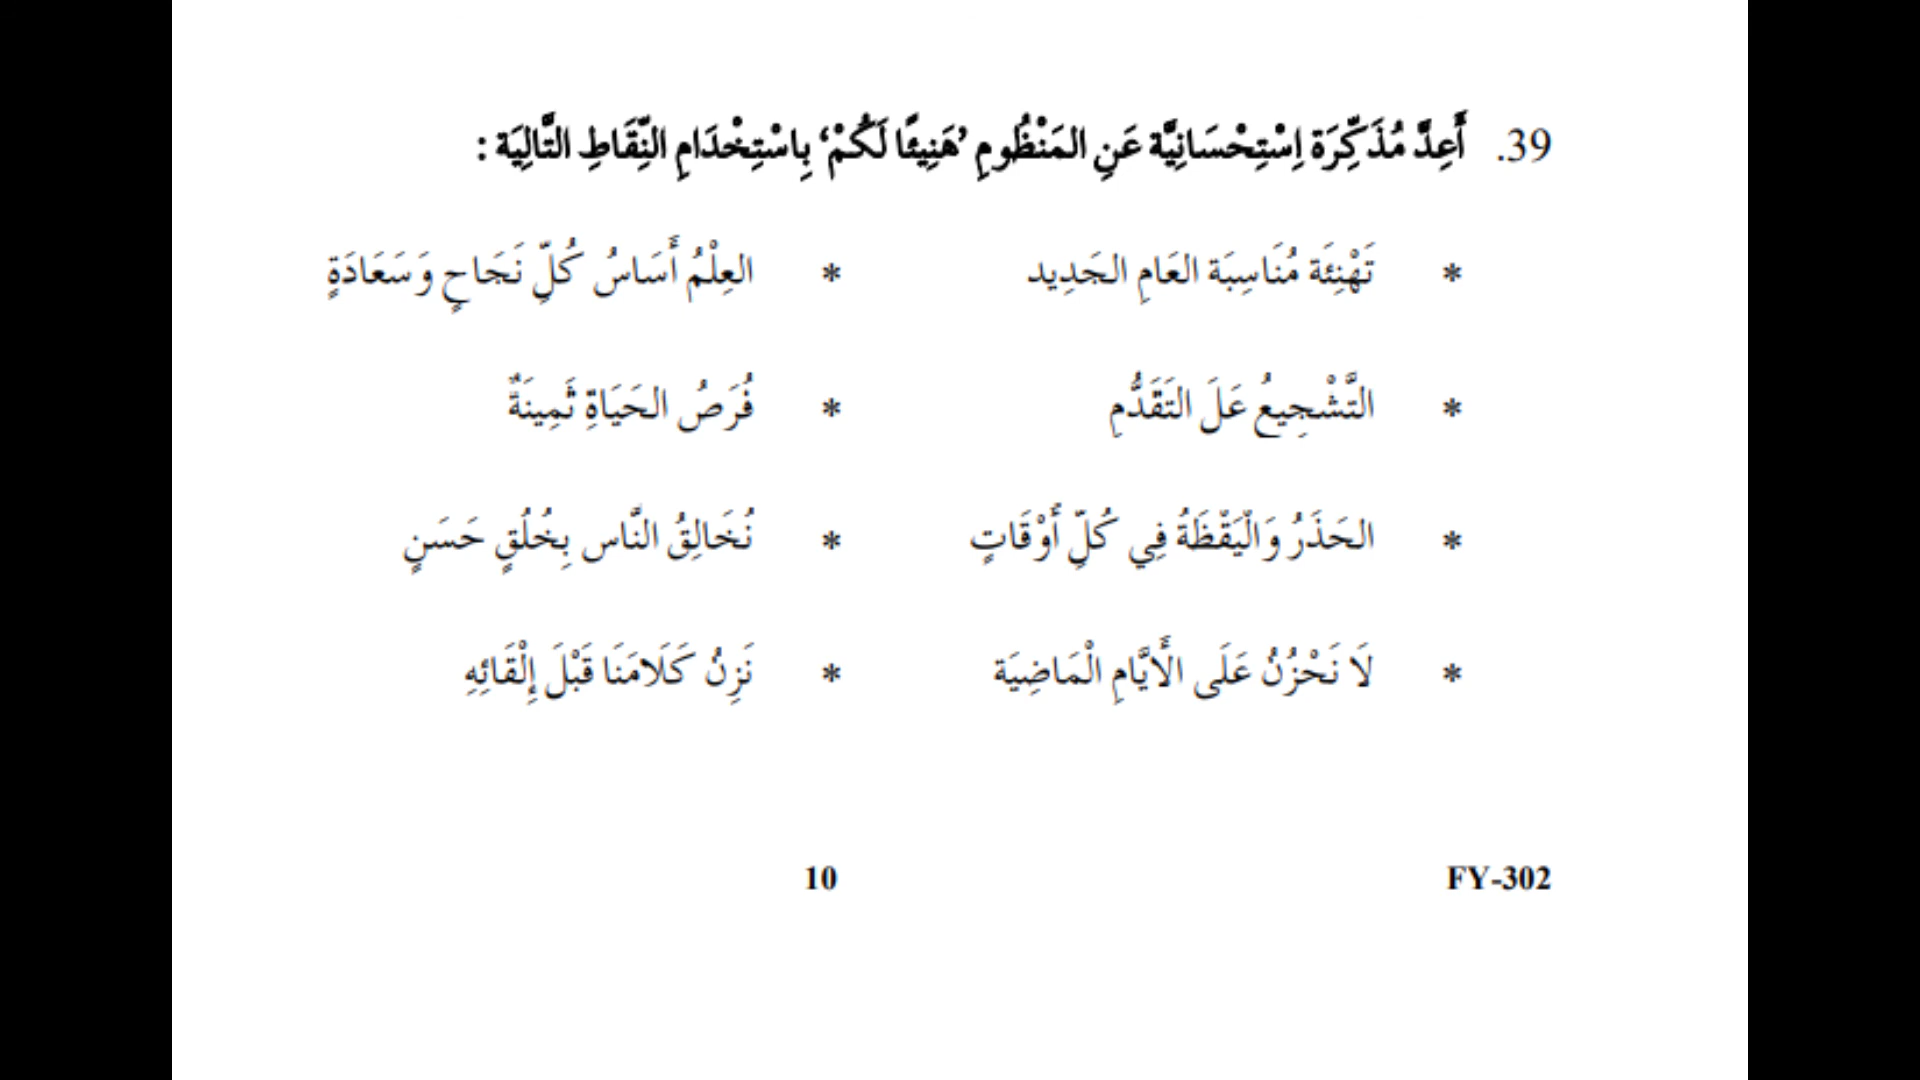 39. أَعِدَّ مُذَكِّرَة اِسْتِحْسَانِيَّة عَنِ المَنْظُومِ ’هَنِيئًا لَكُمْ‘ بِاسْتِخْدَامِ النِّقَاطِ التَّالِيَة :
* تَهْنِئَة مُنَاسِبَة العَامِ الجَدِيد * العِلْمُ أَسَاسُ كُلِّ نَجَاحٍ وَسَعَادَةٍ
* التَّشْجِيعُ عَلَ التَقَدُّمِ * فُرَصُ الحَيَاةِ ثَمِينَةٌ
* الحَذَرُ وَالْيَقْظَةُ فِي كُلِّ أَوْقَاتٍ * نُخَالِقُ النَّاس بِخُلُقٍ حَسَنٍ
* لَا نَحْزُنُ عَلَى الأَيَّامِ الْمَاضِيَة * نَزِنُ كَلَامَنَا قَبْلَ إِلْقَائِهِ
10 FY-302